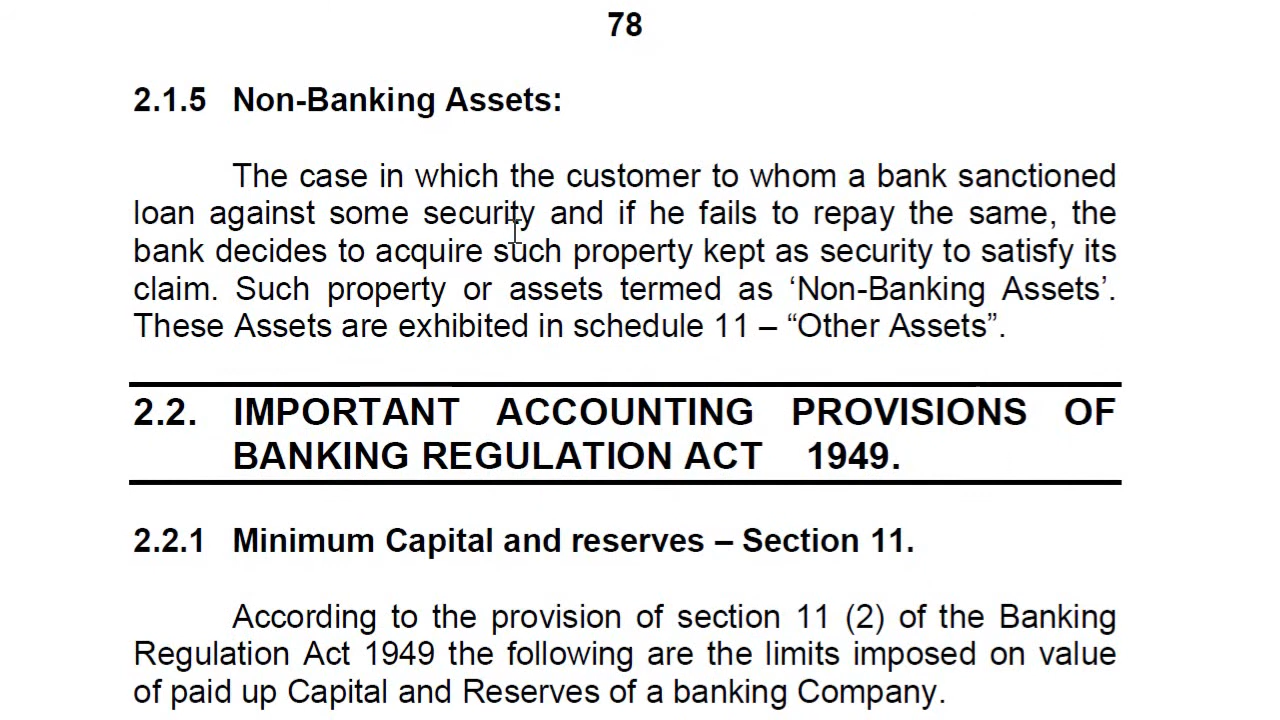 78
2.1.5 Non-Banking Assets:
The case in which the customer to whom a bank sanctioned
loan against some security and if he fails to repay the same, the
bank decides to acquire such property kept as security to satisfy its
claim. Such property or assets termed as ‘Non-Banking Assets’.
These Assets are exhibited in schedule 11 – “Other Assets”.
2.2. IMPORTANT ACCOUNTING PROVISIONS OF
BANKING REGULATION ACT 1949.
2.2.1 Minimum Capital and reserves – Section 11.
According to the provision of section 11 (2) of the Banking
Regulation Act 1949 the following are the limits imposed on value
of paid up Capital and Reserves of a banking Company.